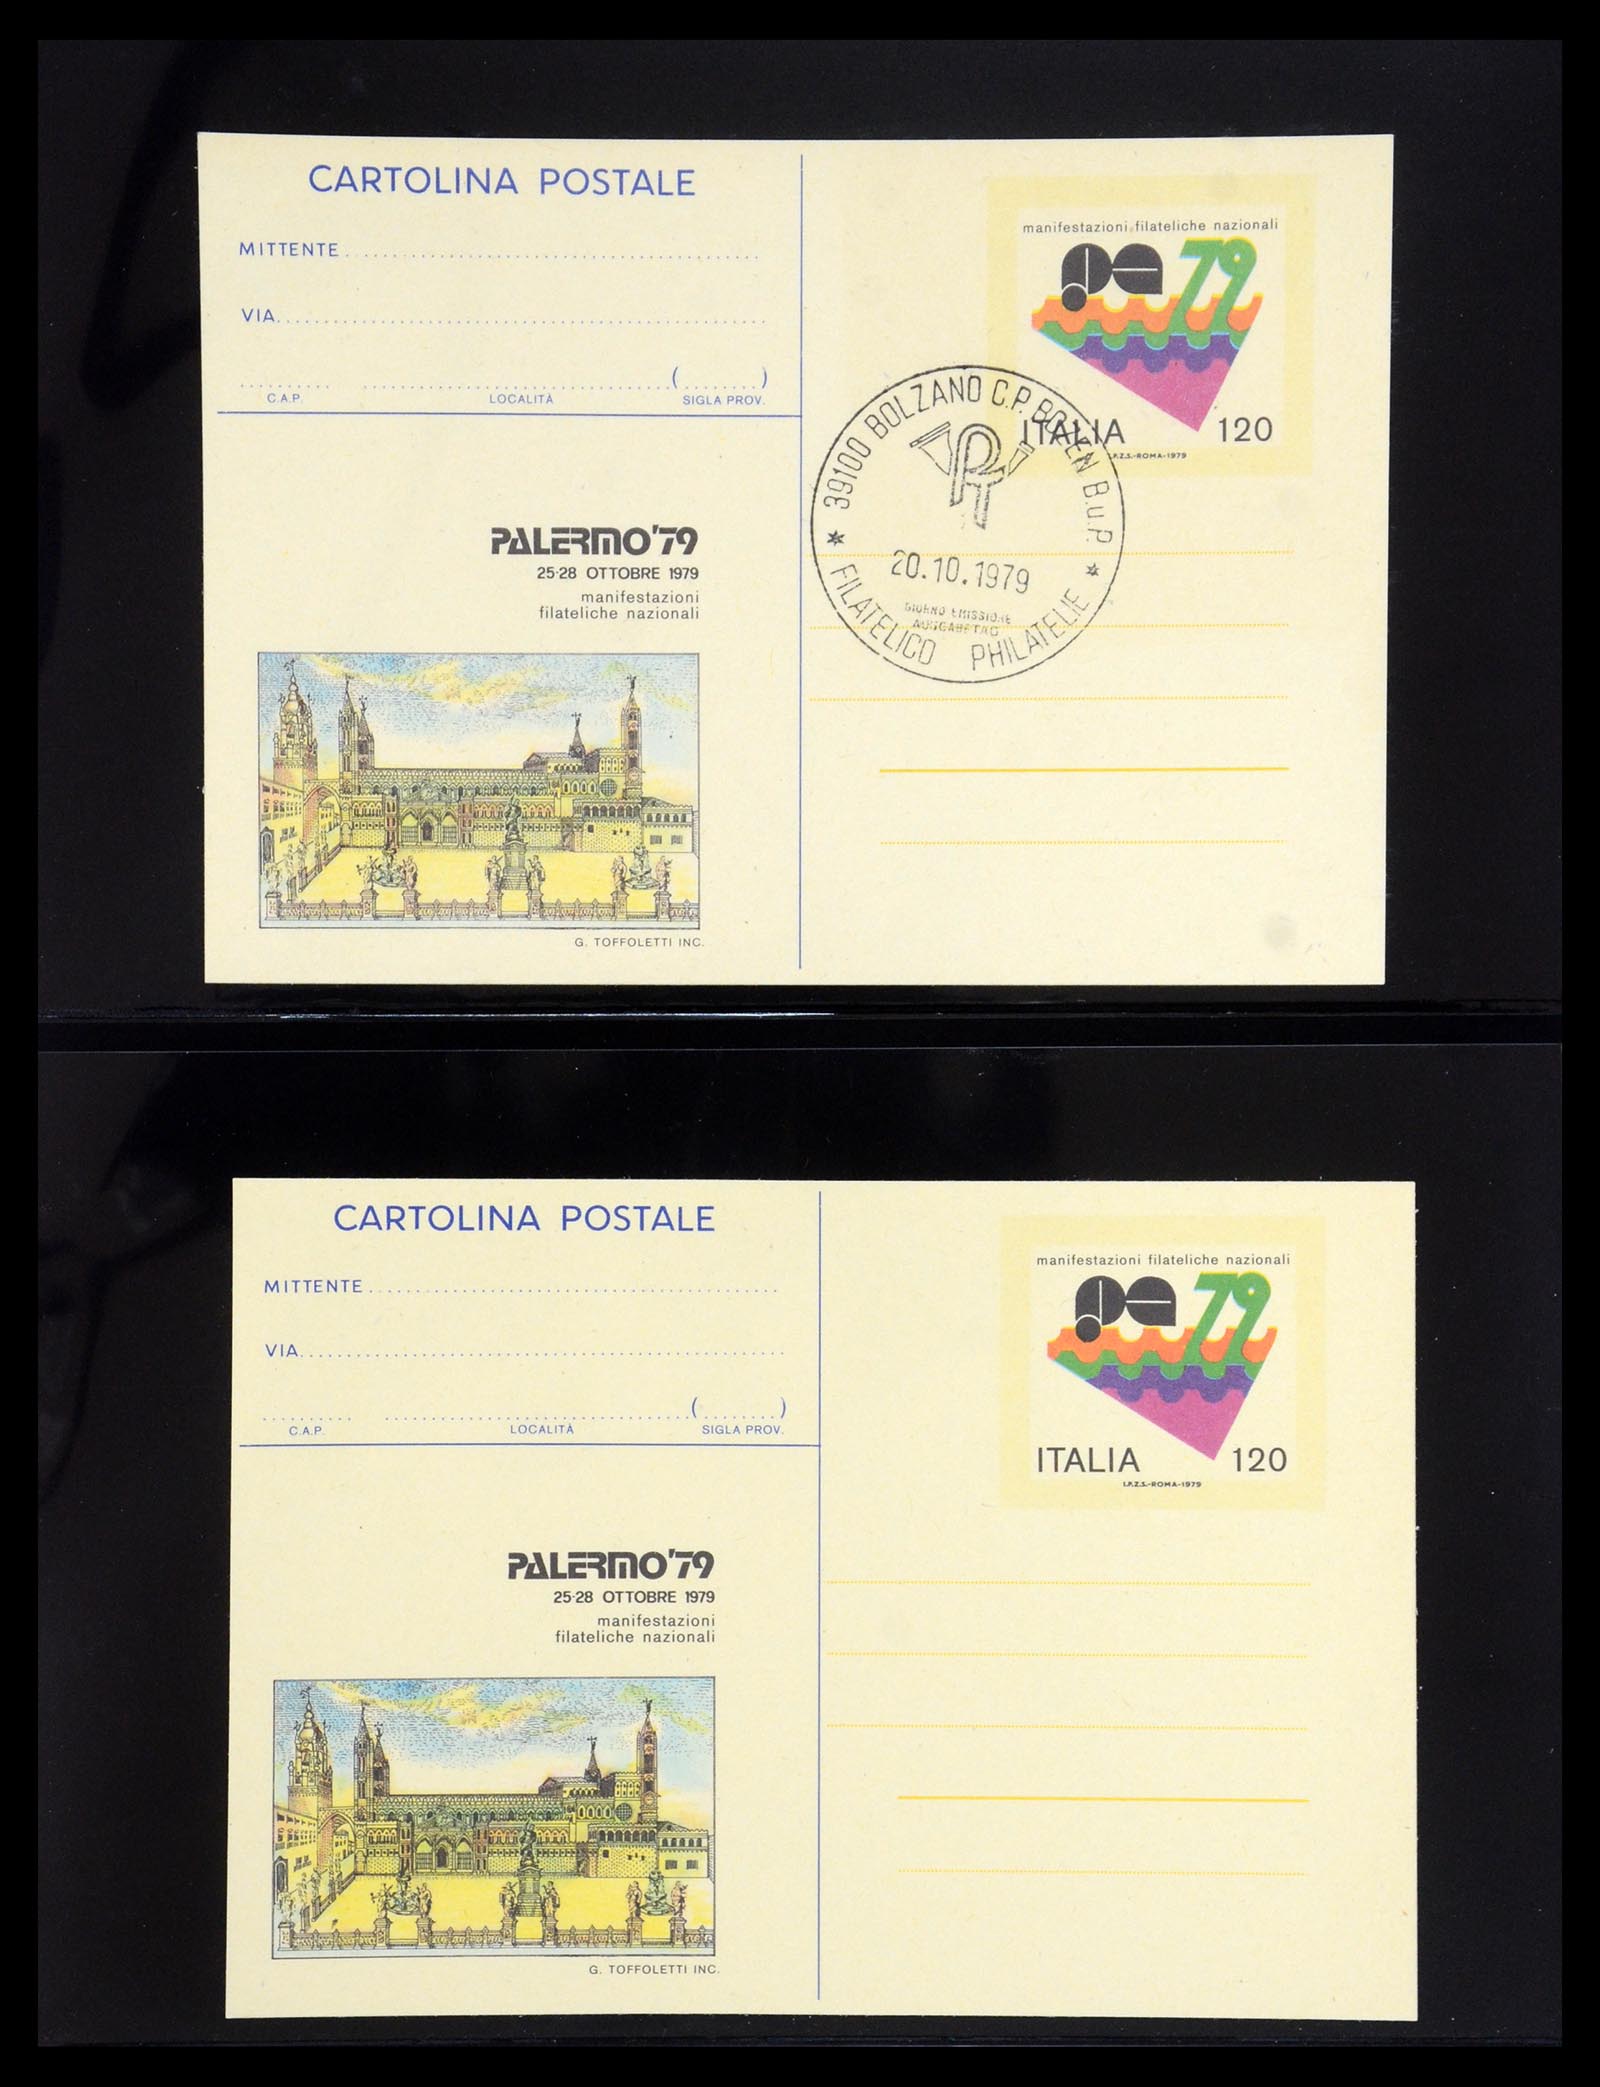 CARTOLINA POSTALE
MITTENTE
VIA
( )
C.A.P. LOCALITÀ SIGLA PROV.
PALERMO'79
25-28 OTTOBRE 1979
manifestazioni
filateliche nazionali
G. TOFFOLETTI INC.
manifestazioni filateliche nazionali
pa 79
ITALIA 120
I.P.Z.S.-ROMA-1979
39100 BOLZANO C.P. BOZEN B.u.P.
20.10.1979
GIORNO EMISSIONE
AUSGABETAG
* FILATELICO PHILATELIE *
CARTOLINA POSTALE
MITTENTE
VIA
( )
C.A.P. LOCALITÀ SIGLA PROV.
PALERMO'79
25-28 OTTOBRE 1979
manifestazioni
filateliche nazionali
G. TOFFOLETTI INC.
manifestazioni filateliche nazionali
pa 79
ITALIA 120
I.P.Z.S.-ROMA-1979